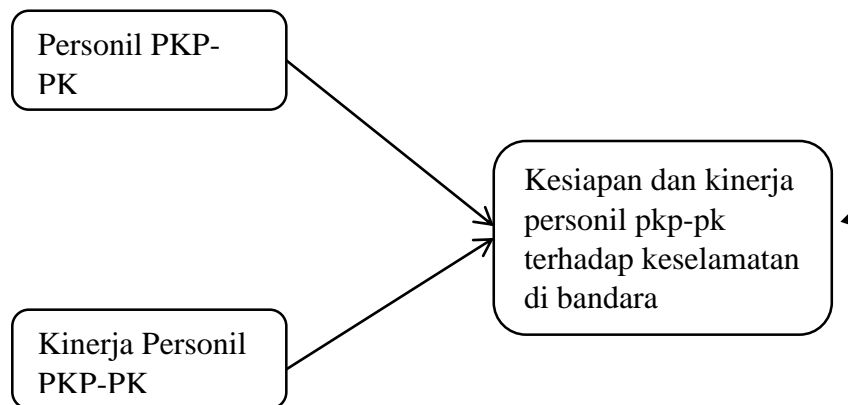 Personil PKP-
PK
Kesiapan dan kinerja
personil pkp-pk
terhadap keselamatan
di bandara
Kinerja Personil
PKP-PK